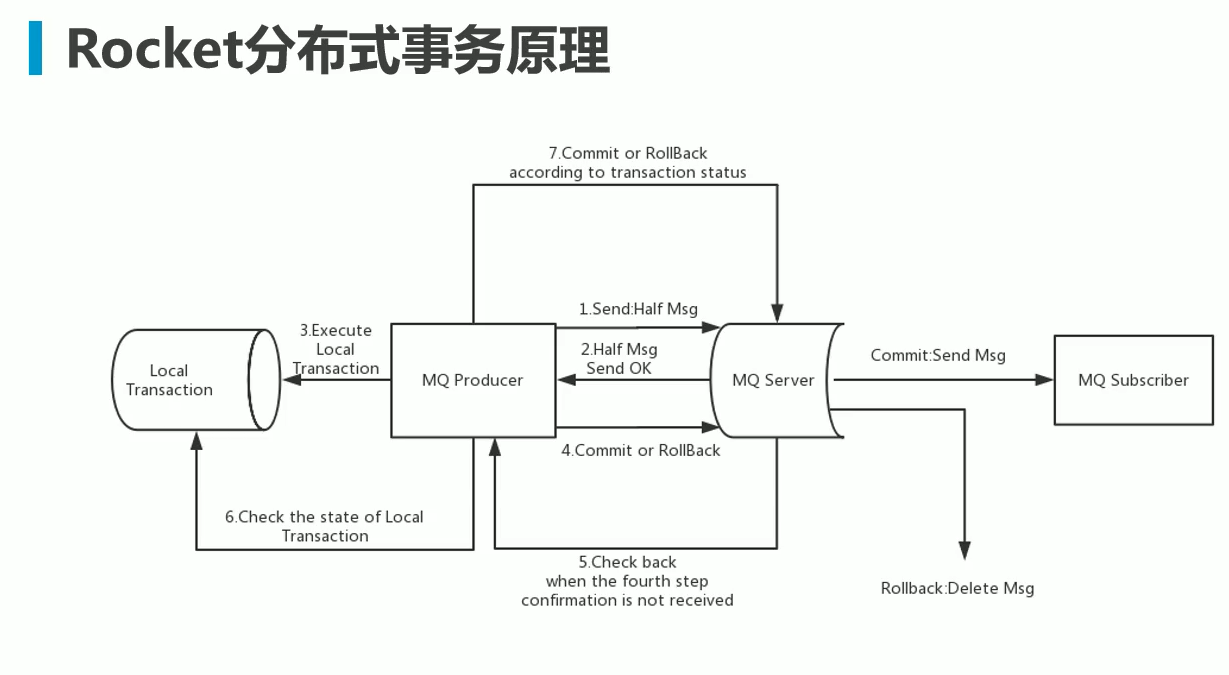 Rocket分布式事务原理
7.Commit or RollBack
according to transaction status
1.Send:Half Msg
3.Execute
Local
Transaction
2.Half Msg
Send OK
Commit:Send Msg
Local
Transaction
MQ Producer
MQ Server
MQ Subscriber
4.Commit or RollBack
6.Check the state of Local
Transaction
5.Check back
when the fourth step
confirmation is not received
Rollback:Delete Msg